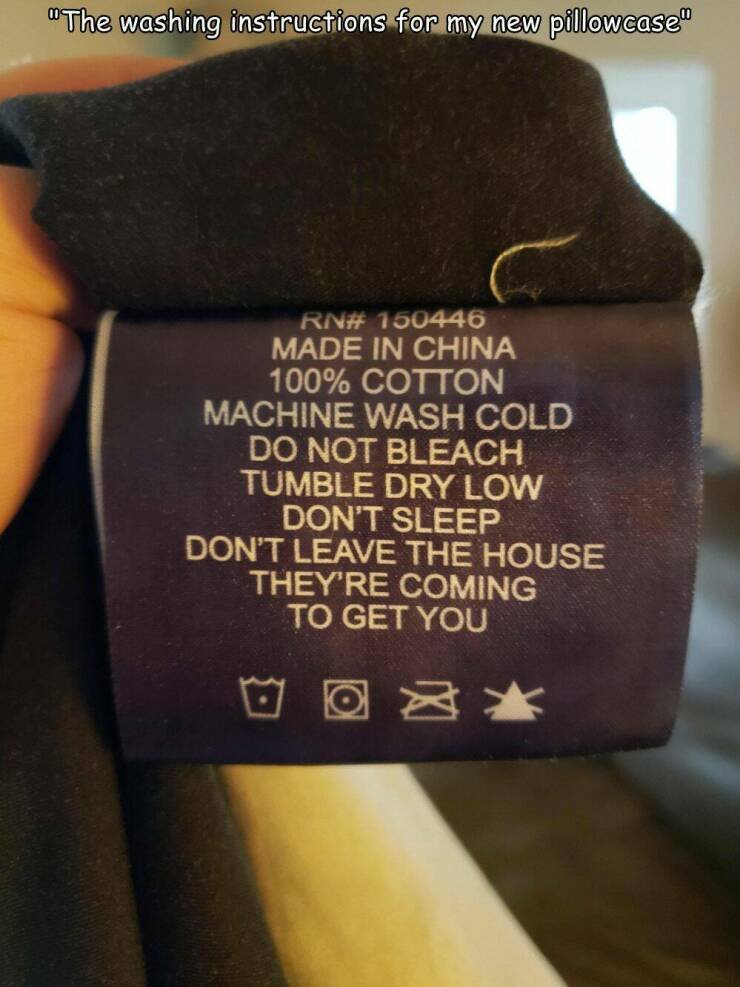 "The washing instructions for my new pillowcase"
RN# 150446
MADE IN CHINA
100% COTTON
MACHINE WASH COLD
DO NOT BLEACH
TUMBLE DRY LOW
DON'T SLEEP
DON'T LEAVE THE HOUSE
THEY'RE COMING
TO GET YOU